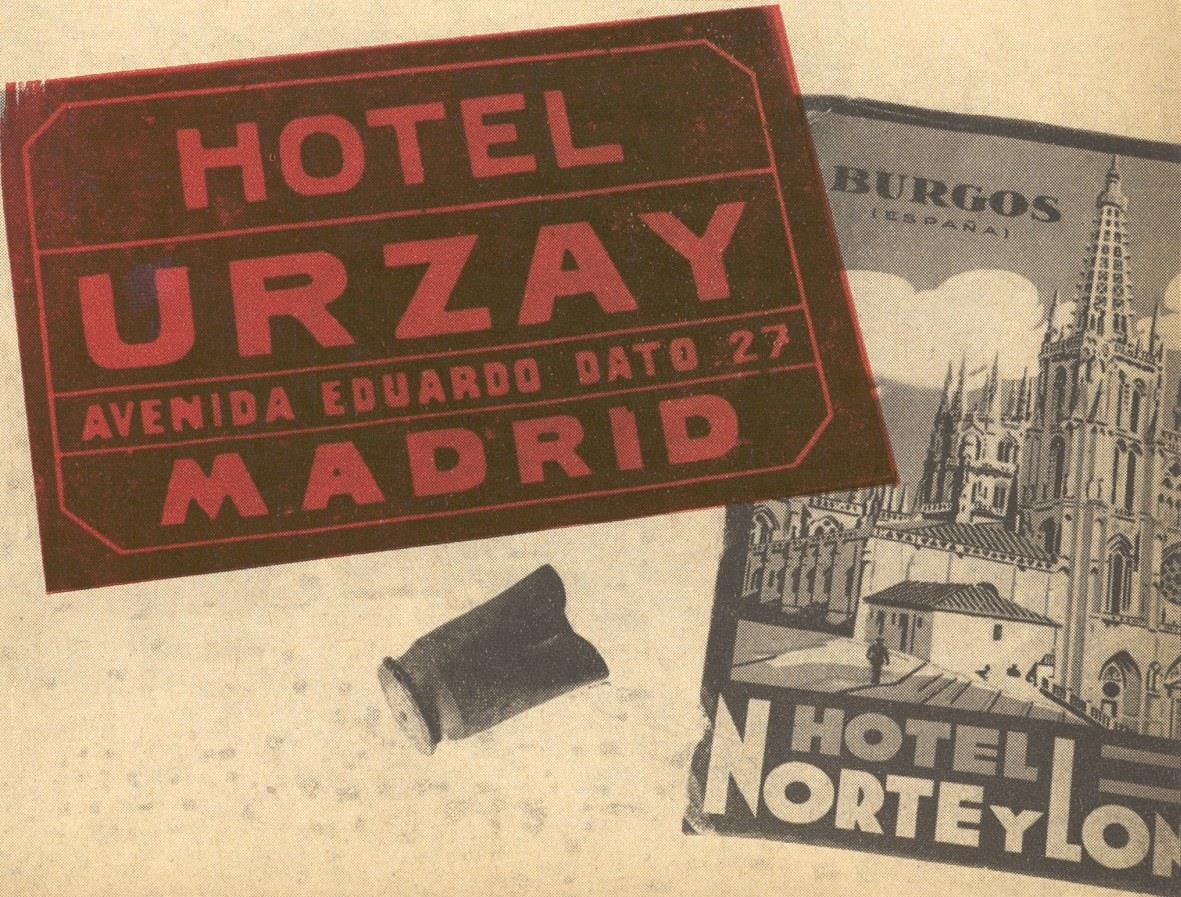 HOTEL
URZAY
AVENIDA EDUARDO DATO 27
MADRID
BURGOS
(ESPAÑA)
HOTEL
NORTE Y LON